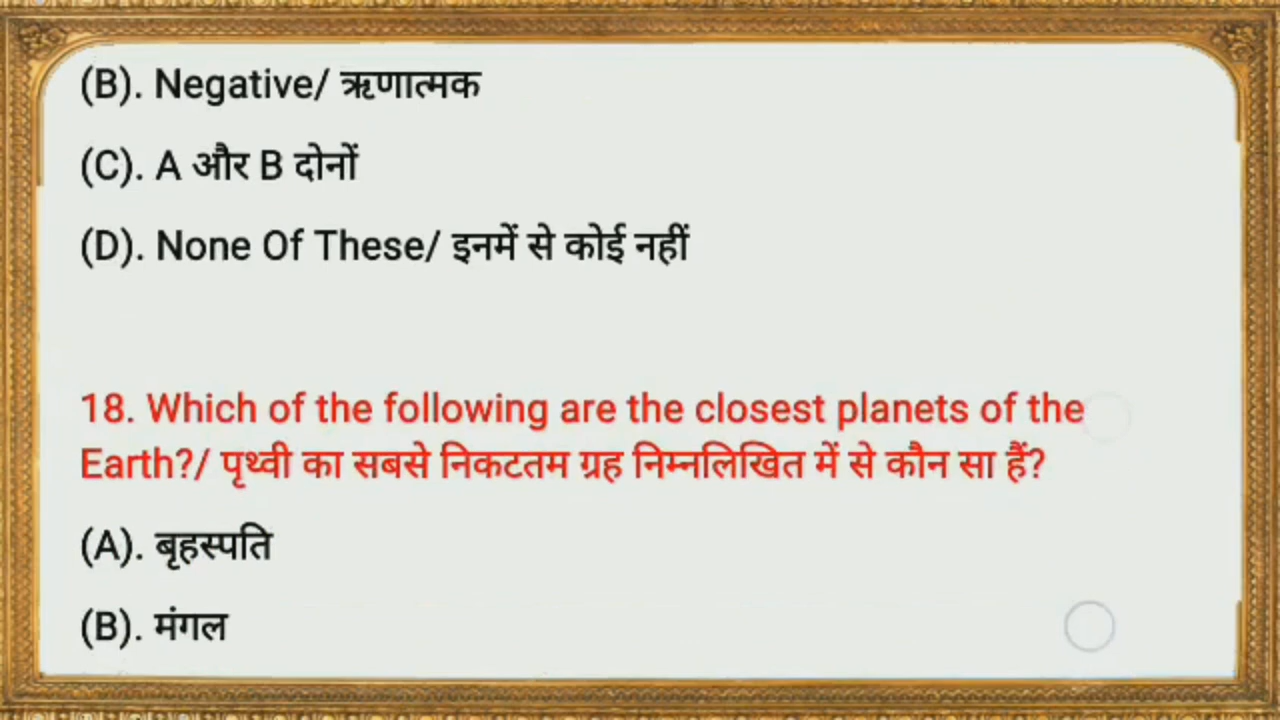 (B). Negative/ ऋणात्मक
(C). A और B दोनों
(D). None Of These/ इनमें से कोई नहीं
18. Which of the following are the closest planets of the
Earth?/ पृथ्वी का सबसे निकटतम ग्रह निम्नलिखित में से कौन सा हैं?
(A). बृहस्पति
(B). मंगल